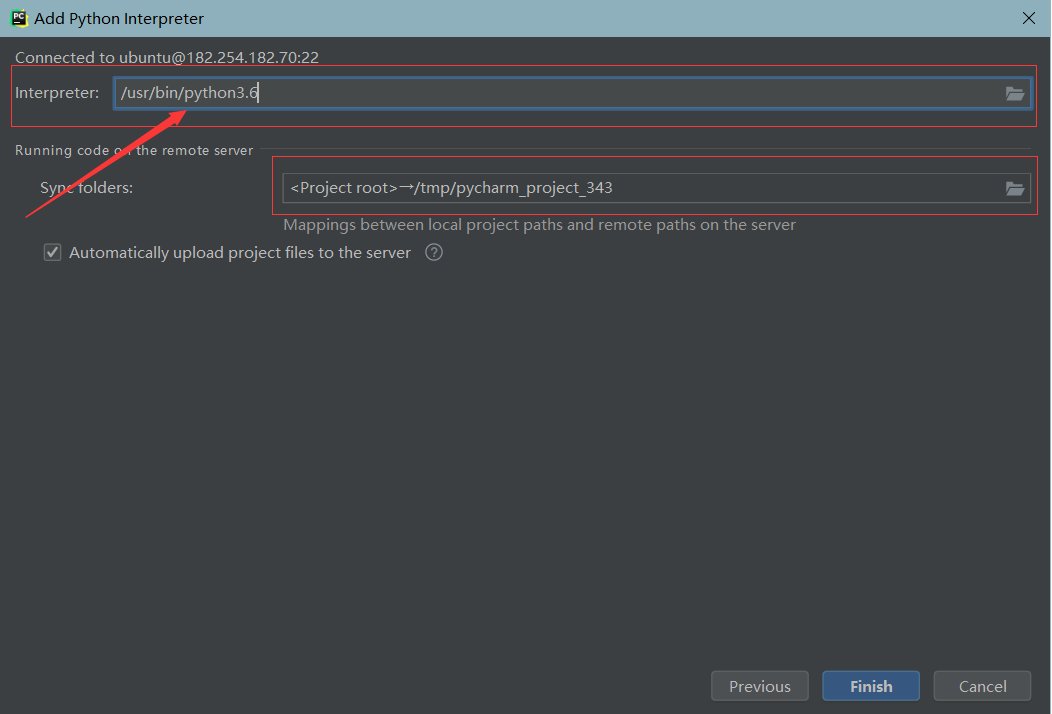 PC Add Python Interpreter
Connected to ubuntu@182.254.182.70:22
Interpreter: /usr/bin/python3.6
Running code on the remote server
Sync folders: <Project root>→/tmp/pycharm_project_343
Mappings between local project paths and remote paths on the server
Automatically upload project files to the server ?
Previous Finish Cancel